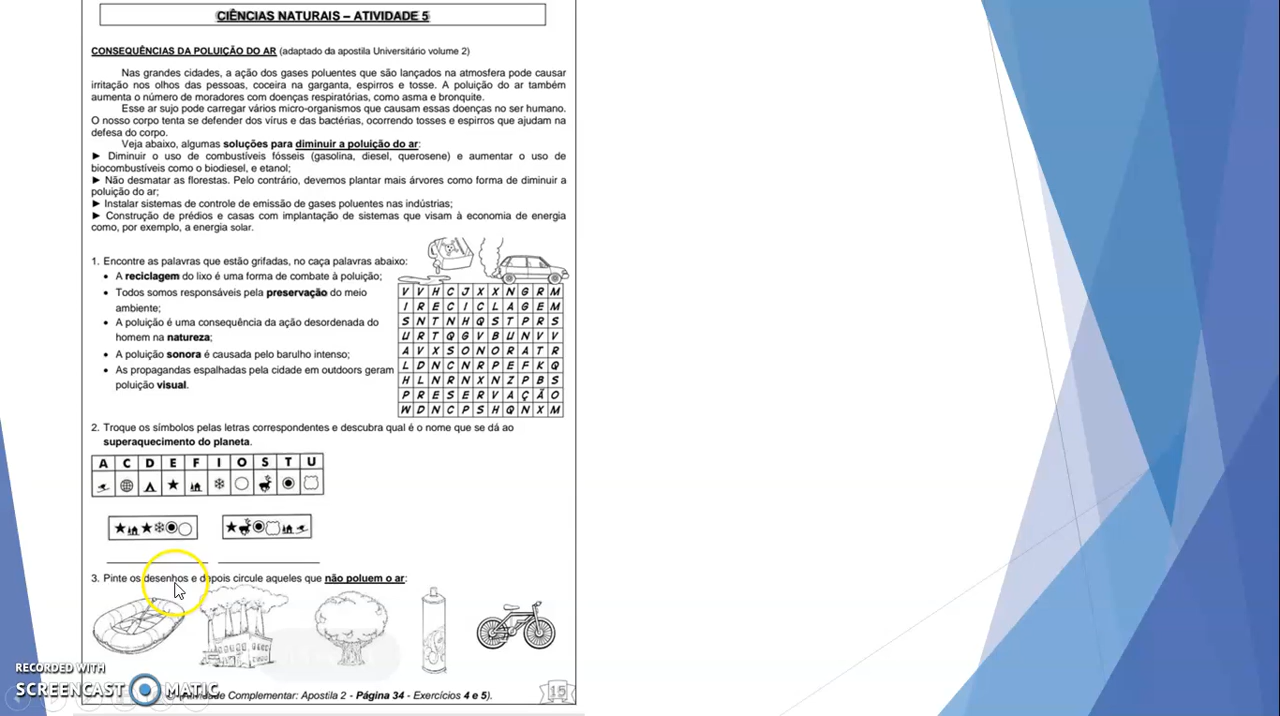 CIÊNCIAS NATURAIS – ATIVIDADE 5
CONSEQUÊNCIAS DA POLUIÇÃO DO AR (adaptado da apostila Universitário volume 2)
Nas grandes cidades, a ação dos gases poluentes que são lançados na atmosfera pode causar
irritação nos olhos das pessoas, coceira na garganta, espirros e tosse. A poluição do ar também
aumenta o número de moradores com doenças respiratórias, como asma e bronquite.
Esse ar sujo pode carregar vários micro-organismos que causam essas doenças no ser humano.
O nosso corpo tenta se defender dos vírus e das bactérias, ocorrendo tosses e espirros que ajudam na
defesa do corpo.
Veja abaixo, algumas soluções para diminuir a poluição do ar:
► Diminuir o uso de combustíveis fósseis (gasolina, diesel, querosene) e aumentar o uso de
biocombustíveis como o biodiesel, e etanol;
► Não desmatar as florestas. Pelo contrário, devemos plantar mais árvores como forma de diminuir a
poluição do ar;
► Instalar sistemas de controle de emissão de gases poluentes nas indústrias;
► Construção de prédios e casas com implantação de sistemas que visam à economia de energia
como, por exemplo, a energia solar.
1. Encontre as palavras que estão grifadas, no caça palavras abaixo:
• A reciclagem do lixo é uma forma de combate à poluição;
• Todos somos responsáveis pela preservação do meio
ambiente;
• A poluição é uma consequência da ação desordenada do
homem na natureza;
• A poluição sonora é causada pelo barulho intenso;
• As propagandas espalhadas pela cidade em outdoors geram
poluição visual.
V V H C J X X N G R M
I R E C I C L A G E M
S N T N H Q S T P R S
U R T Q G V B U N V V
A V X S O N O R A T R
L D N C N R P E F K Q
H L N R N X N Z P B S
P R E S E R V A Ç Ã O
W D N C P S H Q N X M
2. Troque os símbolos pelas letras correspondentes e descubra qual é o nome que se dá ao
superaquecimento do planeta.
A C D E F I O S T U
3. Pinte os desenhos e depois circule aqueles que não poluem o ar:
(Atividade Complementar: Apostila 2 - Página 34 - Exercícios 4 e 5).
15
RECORDED WITH
SCREENCAST MATIC